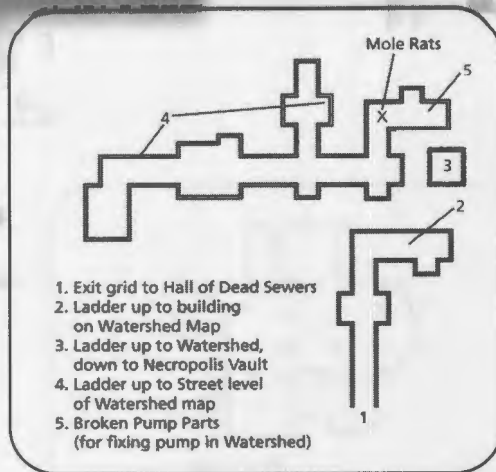 Mole Rats
5
4
X
3
2
1. Exit grid to Hall of Dead Sewers
2. Ladder up to building
on Watershed Map
3. Ladder up to Watershed,
down to Necropolis Vault
4. Ladder up to Street level
of Watershed map
5. Broken Pump Parts
(for fixing pump in Watershed)
1